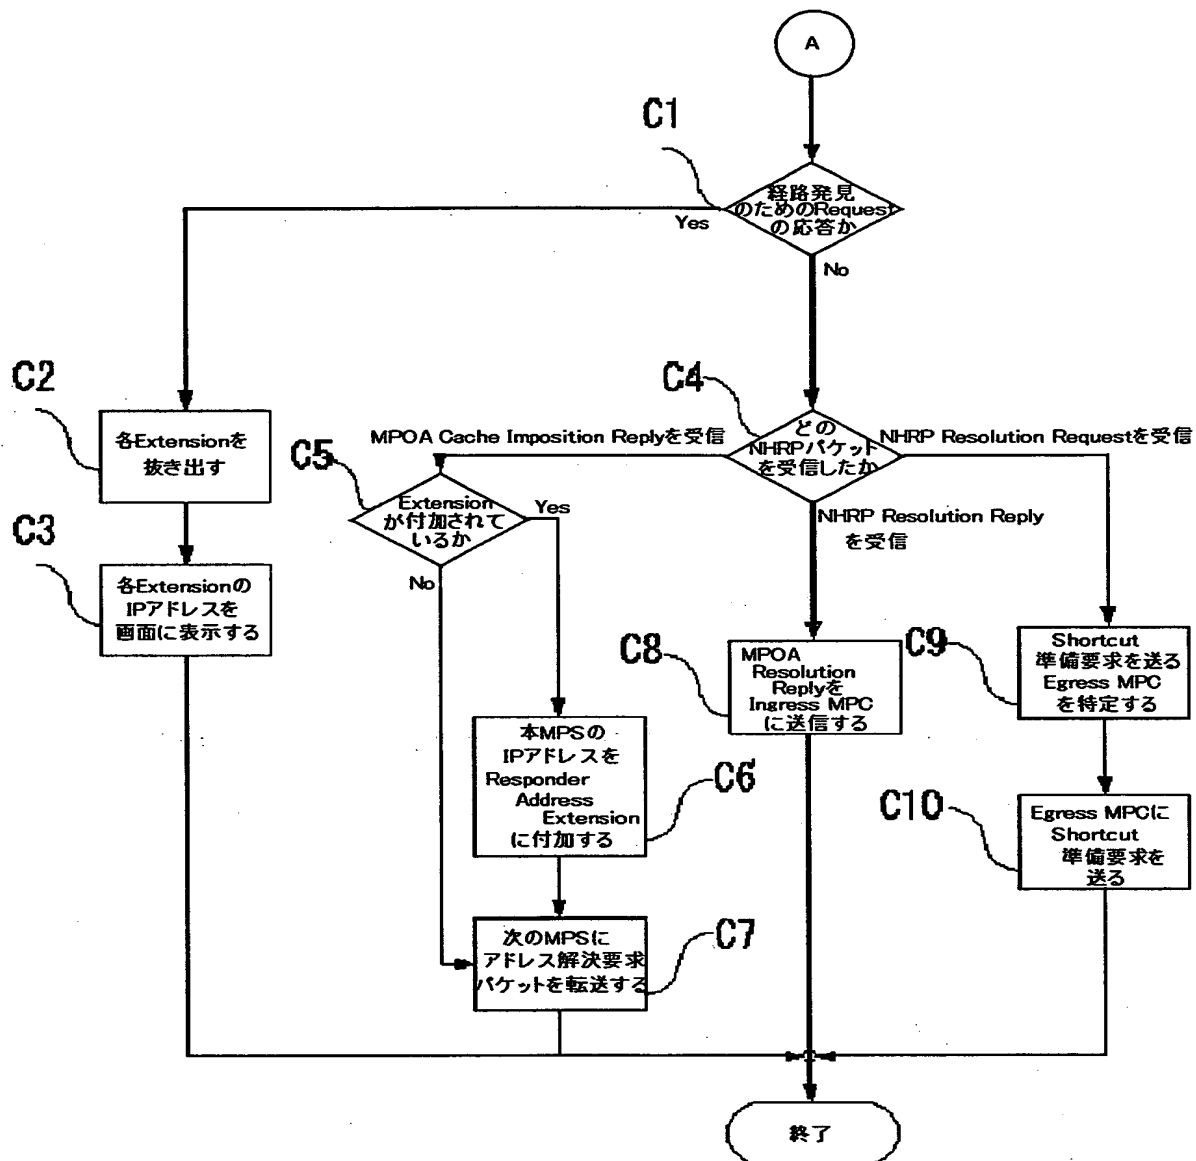 A
C1
経路発見
のためのRequest
の応答か
Yes
No
C2
各Extensionを
抜き出す
C3
各Extensionの
IPアドレスを
画面に表示する
C4
どの
NHRPパケット
を受信したか
MPOA Cache Imposition Replyを受信
NHRP Resolution Requestを受信
NHRP Resolution Reply
を受信
C5
Extension
が付加されて
いるか
Yes
No
C6
本MPSの
IPアドレスを
Responder
Address
Extension
に付加する
C7
次のMPSに
アドレス解決要求
パケットを転送する
C8
MPOA
Resolution
Replyを
Ingress MPC
に送信する
C9
Shortcut
準備要求を送る
Egress MPC
を特定する
C10
Egress MPCに
Shortcut
準備要求を
送る
終了